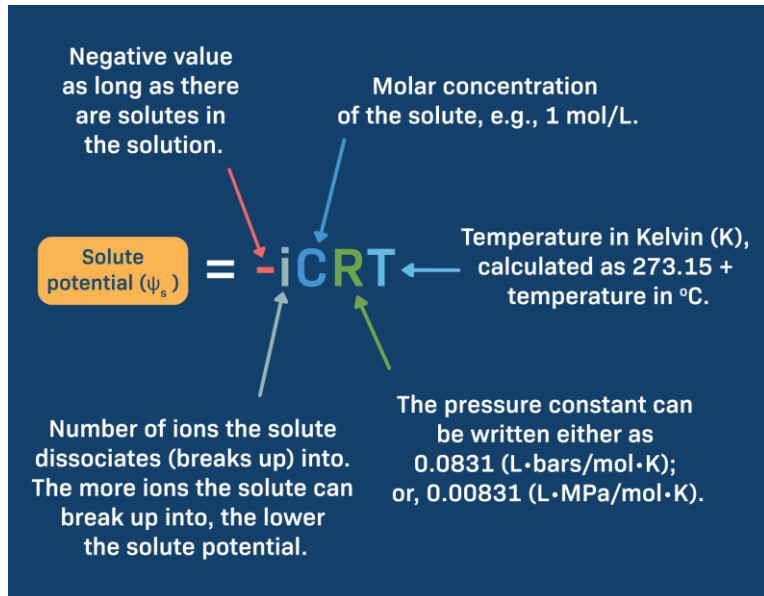 Negative value
as long as there
are solutes in
the solution.
Molar concentration
of the solute, e.g., 1 mol/L.
Solute
potential (ψₛ)
= -iCRT
Temperature in Kelvin (K),
calculated as 273.15 +
temperature in ºC.
Number of ions the solute
dissociates (breaks up) into.
The more ions the solute can
break up into, the lower
the solute potential.
The pressure constant can
be written either as
0.0831 (L•bars/mol•K);
or, 0.00831 (L•MPa/mol•K).